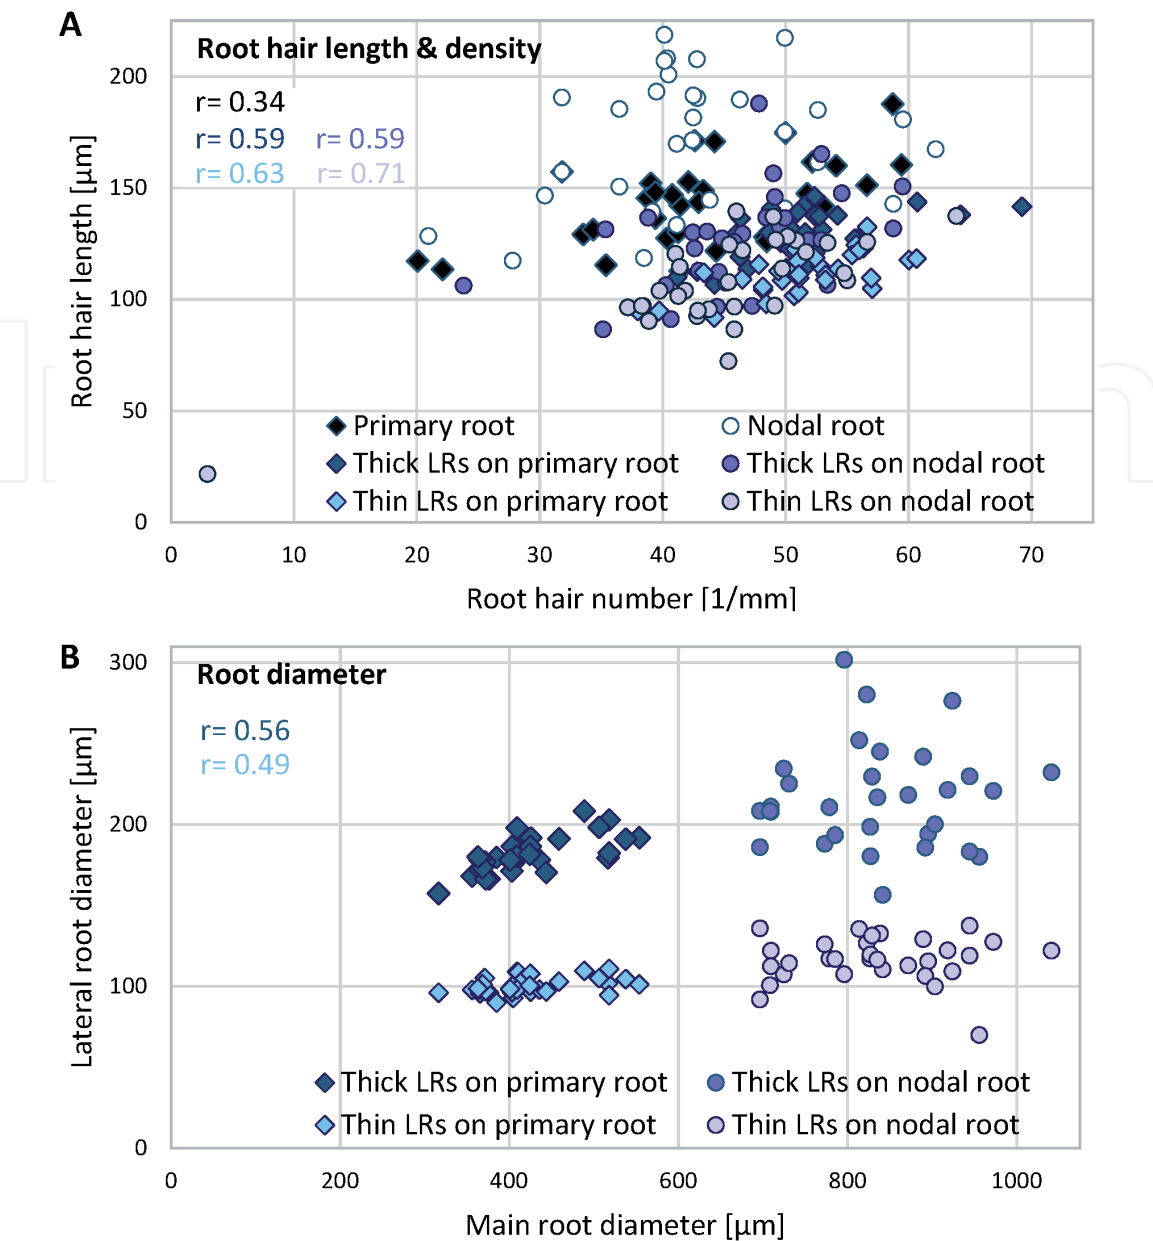 A
Root hair length & density
r= 0.34
r= 0.59 r= 0.59
r= 0.63 r= 0.71
Root hair length [µm]
200
150
100
50
0
Primary root
Nodal root
Thick LRs on primary root
Thick LRs on nodal root
Thin LRs on primary root
Thin LRs on nodal root
0 10 20 30 40 50 60 70
Root hair number [1/mm]
B
Root diameter
r= 0.56
r= 0.49
Lateral root diameter [µm]
300
200
100
0
Thick LRs on primary root
Thick LRs on nodal root
Thin LRs on primary root
Thin LRs on nodal root
0 200 400 600 800 1000
Main root diameter [µm]